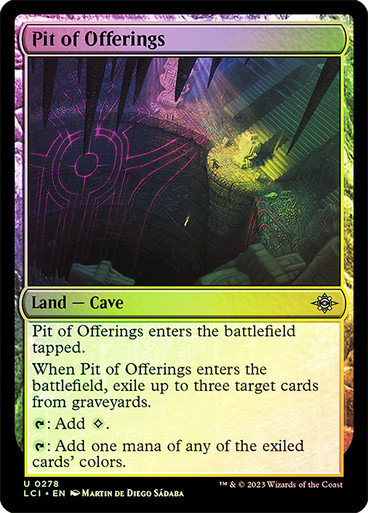 Pit of Offerings
Land — Cave
Pit of Offerings enters the battlefield
tapped.
When Pit of Offerings enters the
battlefield, exile up to three target cards
from graveyards.
: Add .
: Add one mana of any of the exiled
cards' colors.
U 0278
LCI • EN Martin de Diego Sádaba
™ & © 2023 Wizards of the Coast